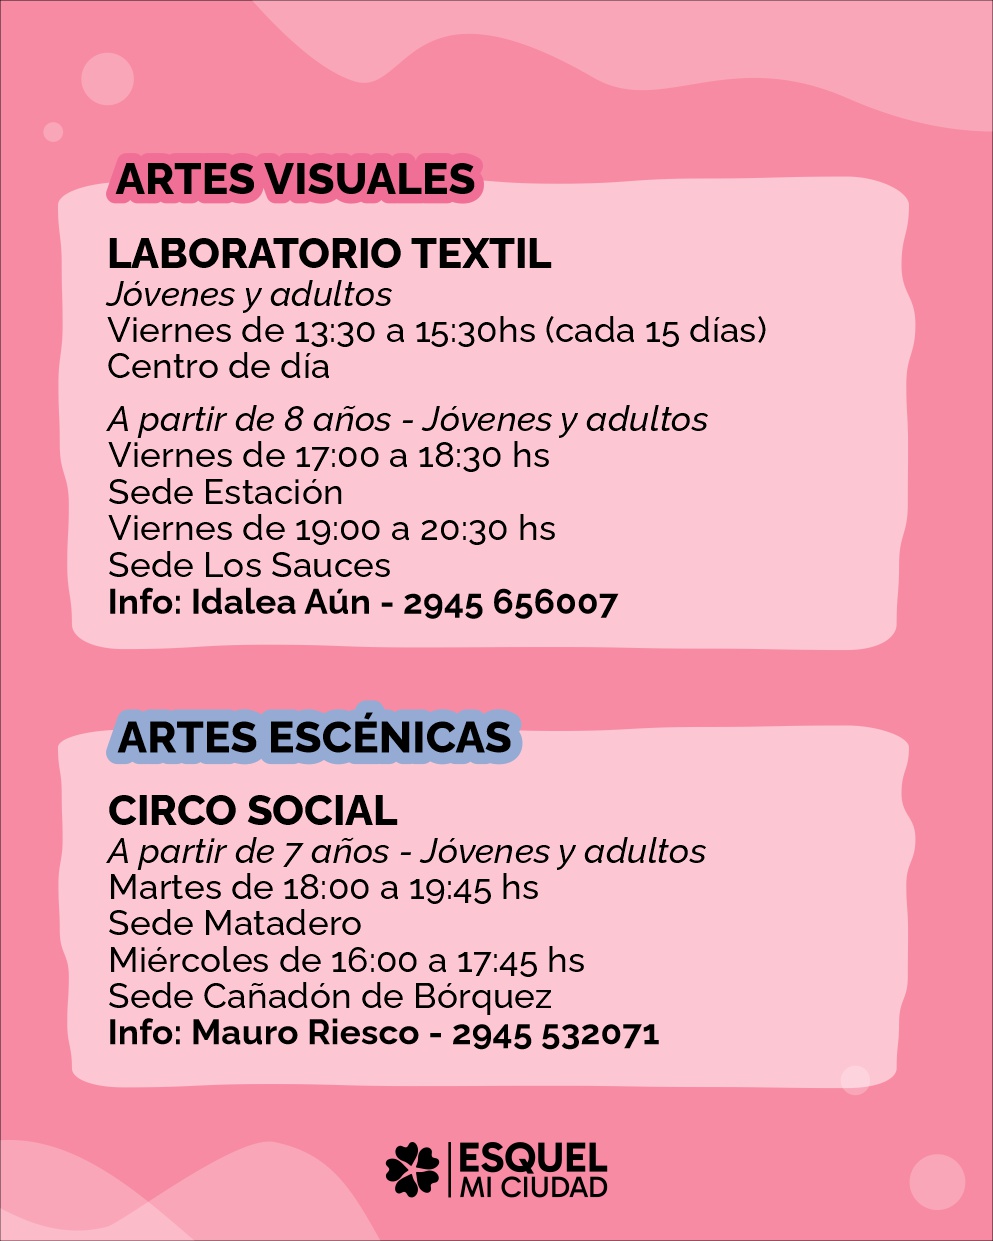 ARTES VISUALES
LABORATORIO TEXTIL
Jóvenes y adultos
Viernes de 13:30 a 15:30hs (cada 15 días)
Centro de día
A partir de 8 años - Jóvenes y adultos
Viernes de 17:00 a 18:30 hs
Sede Estación
Viernes de 19:00 a 20:30 hs
Sede Los Sauces
Info: Idalea Aún - 2945 656007
ARTES ESCÉNICAS
CIRCO SOCIAL
A partir de 7 años - Jóvenes y adultos
Martes de 18:00 a 19:45 hs
Sede Matadero
Miércoles de 16:00 a 17:45 hs
Sede Cañadón de Bórquez
Info: Mauro Riesco - 2945 532071
ESQUEL
MI CIUDAD